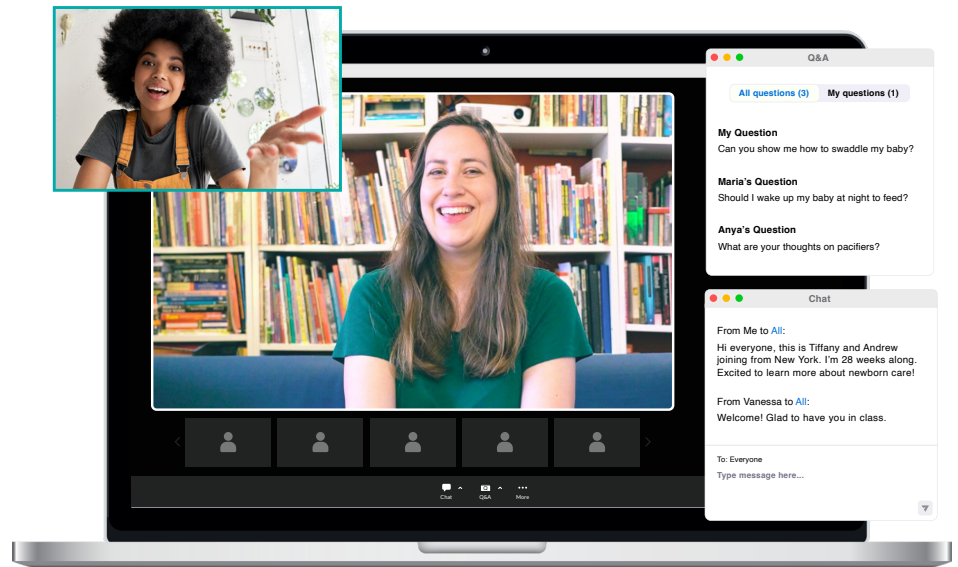 Q&A
All questions (3) My questions (1)
My Question
Can you show me how to swaddle my baby?
Maria's Question
Should I wake up my baby at night to feed?
Anya's Question
What are your thoughts on pacifiers?
Chat
From Me to All:
Hi everyone, this is Tiffany and Andrew
joining from New York. I'm 28 weeks along.
Excited to learn more about newborn care!
From Vanessa to All:
Welcome! Glad to have you in class.
To: Everyone
Type message here...
Chat
Q&A
More